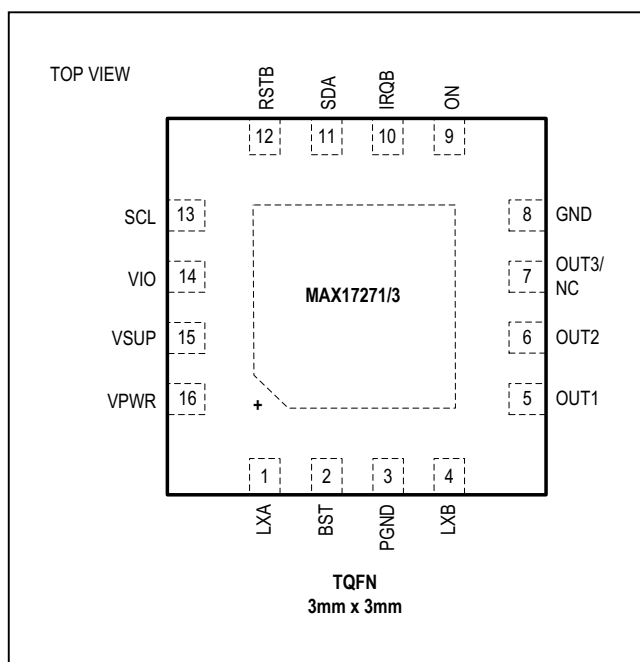 TOP VIEW
RSTB
SDA
IRQB
ON
12
11
10
9
SCL
13
8
GND
VIO
14
7
OUT3/
NC
MAX17271/3
VSUP
15
6
OUT2
VPWR
16
5
OUT1
+
1
2
3
4
LXA
BST
PGND
LXB
TQFN
3mm x 3mm